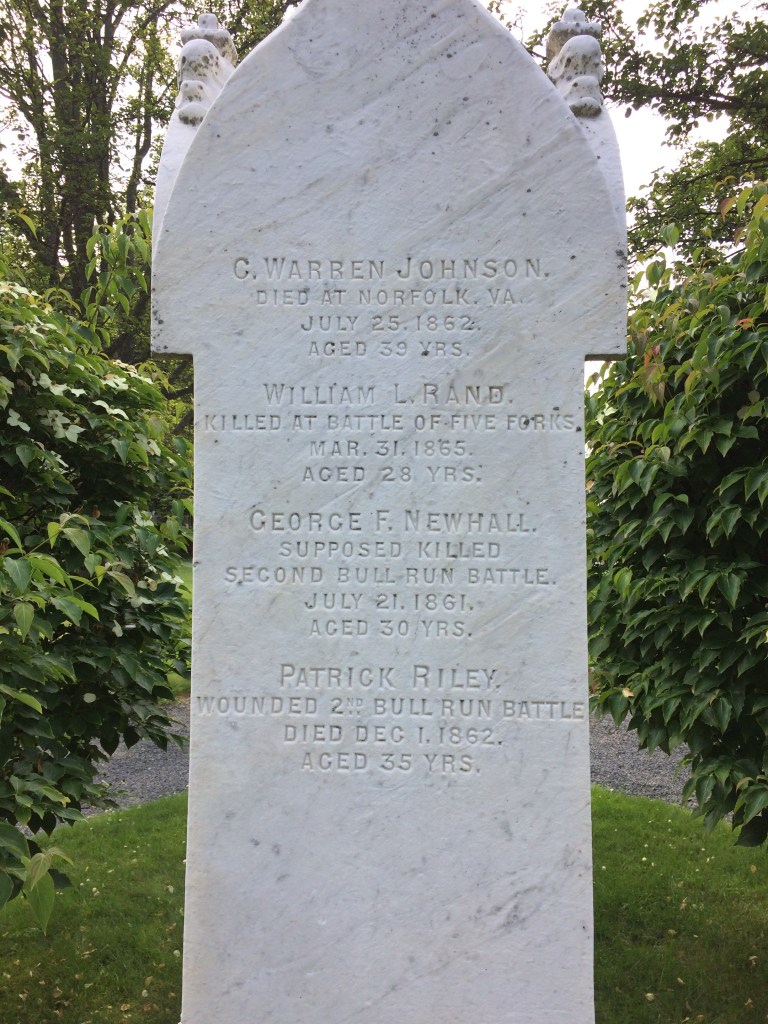 C. WARREN JOHNSON.
DIED AT NORFOLK. VA.
JULY 25. 1862.
AGED 39 YRS.
WILLIAM L. RAND.
KILLED AT BATTLE OF FIVE FORKS.
MAR. 31. 1865.
AGED 28 YRS.
GEORGE F. NEWHALL.
SUPPOSED KILLED
SECOND BULL RUN BATTLE.
JULY 21. 1861.
AGED 30 YRS.
PATRICK RILEY.
WOUNDED 2ND BULL RUN BATTLE
DIED DEC 1. 1862.
AGED 35 YRS.